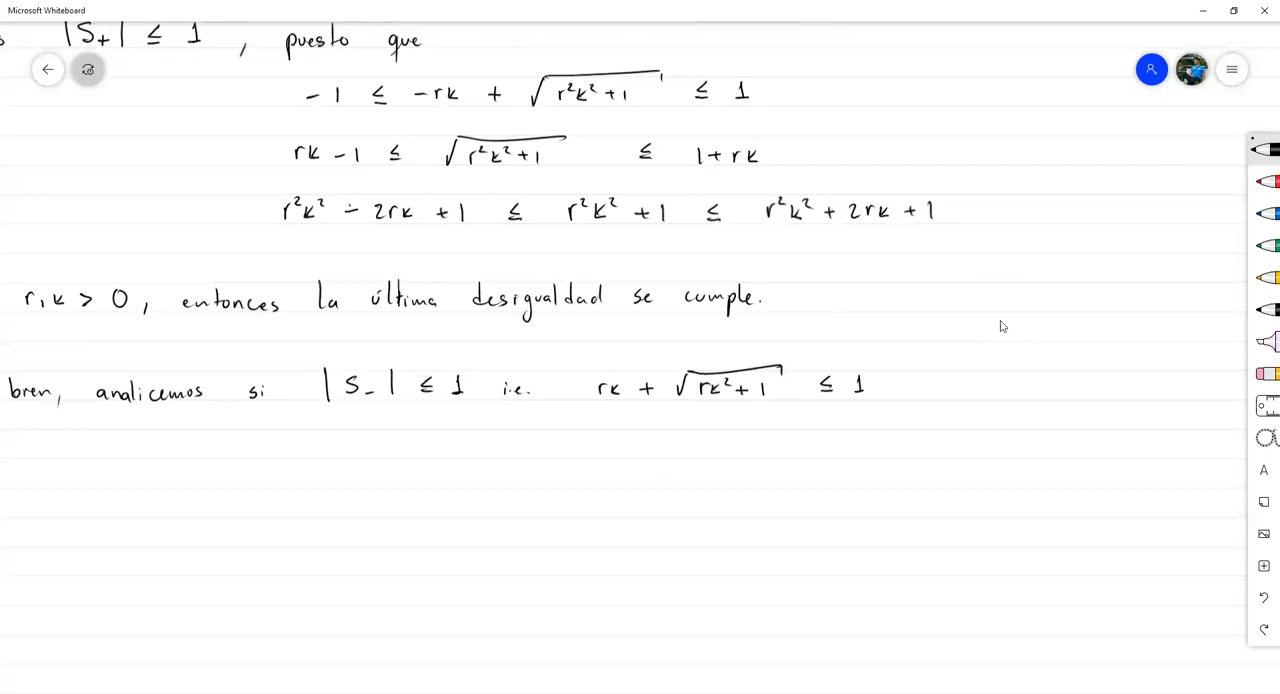 Microsoft Whiteboard
|S+| ≤ 1 , puesto que
-1 ≤ -rk + √(r²k²+1) ≤ 1
rk -1 ≤ √(r²k²+1) ≤ 1+rk
r²k² - 2rk +1 ≤ r²k² +1 ≤ r²k² + 2rk +1
r,k > 0, entonces la última desigualdad se cumple.
bien, analicemos si |S-| ≤ 1 i.e. rk + √(rk²+1) ≤ 1
A